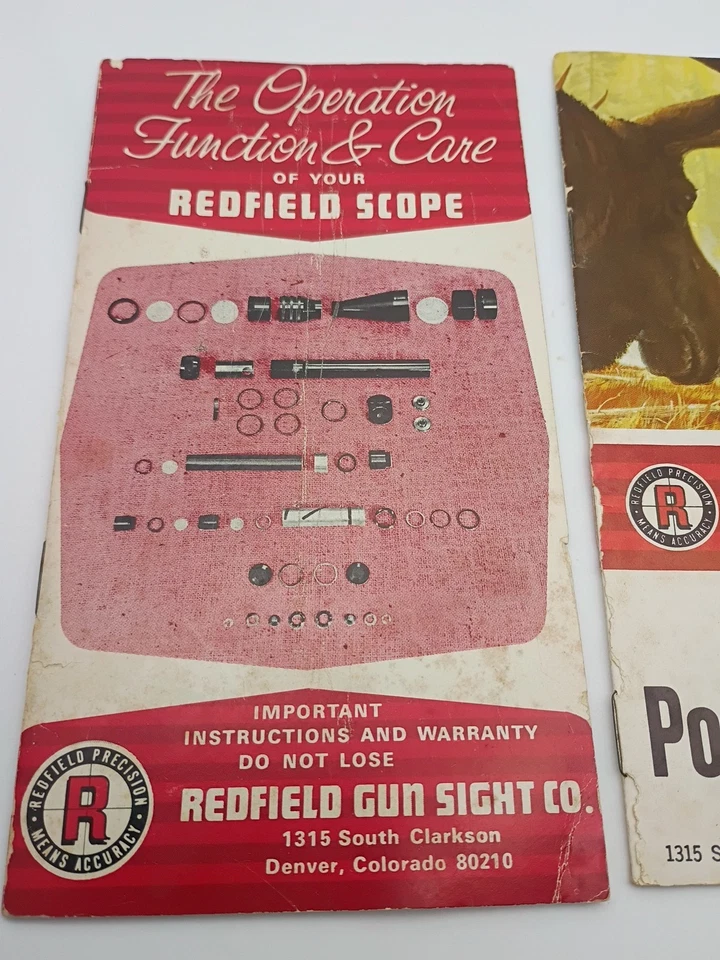 The Operation
Function & Care
OF YOUR
REDFIELD SCOPE
IMPORTANT
INSTRUCTIONS AND WARRANTY
DO NOT LOSE
REDFIELD GUN SIGHT CO.
1315 South Clarkson
Denver, Colorado 80210
REDFIELD PRECISION
R
MEANS ACCURACY
REDFIELD PRECISION
R
MEANS ACCURACY
Po
1315 S